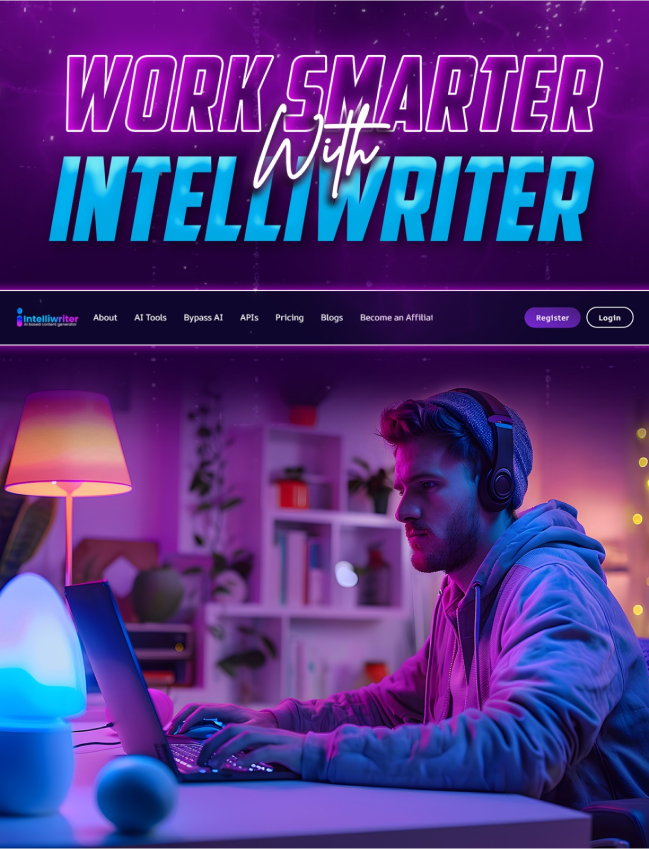 WORK SMARTER
With
INTELLIWRITER
intelliwriter
AI based content generator
About
AI Tools
Bypass AI
APIs
Pricing
Blogs
Become an Affiliat
Register
Login